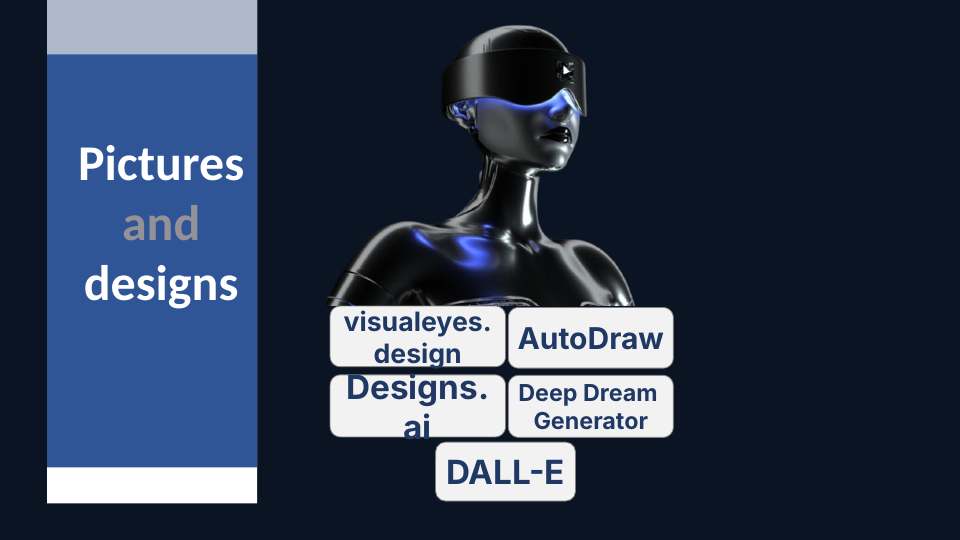 Pictures
and
designs
visualeyes.
design
AutoDraw
Designs.
ai
Deep Dream
Generator
DALL-E